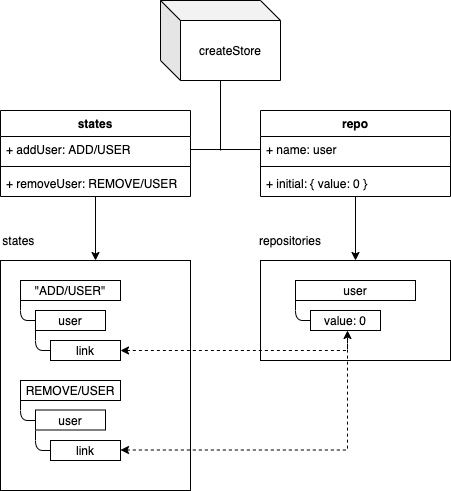 createStore
states
+ addUser: ADD/USER
+ removeUser: REMOVE/USER
repo
+ name: user
+ initial: { value: 0 }
states
"ADD/USER"
user
link
REMOVE/USER
user
link
repositories
user
value: 0